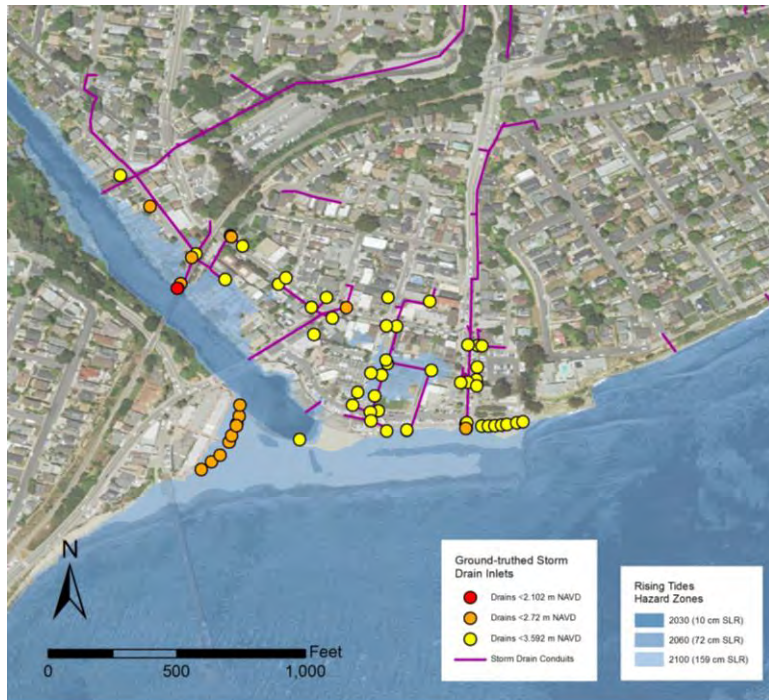 N
Feet
0 500 1,000
Ground-truthed Storm
Drain Inlets
Drains <2.102 m NAVD
Drains <2.72 m NAVD
Drains <3.592 m NAVD
Storm Drain Conduits
Rising Tides
Hazard Zones
2030 (10 cm SLR)
2060 (72 cm SLR)
2100 (159 cm SLR)